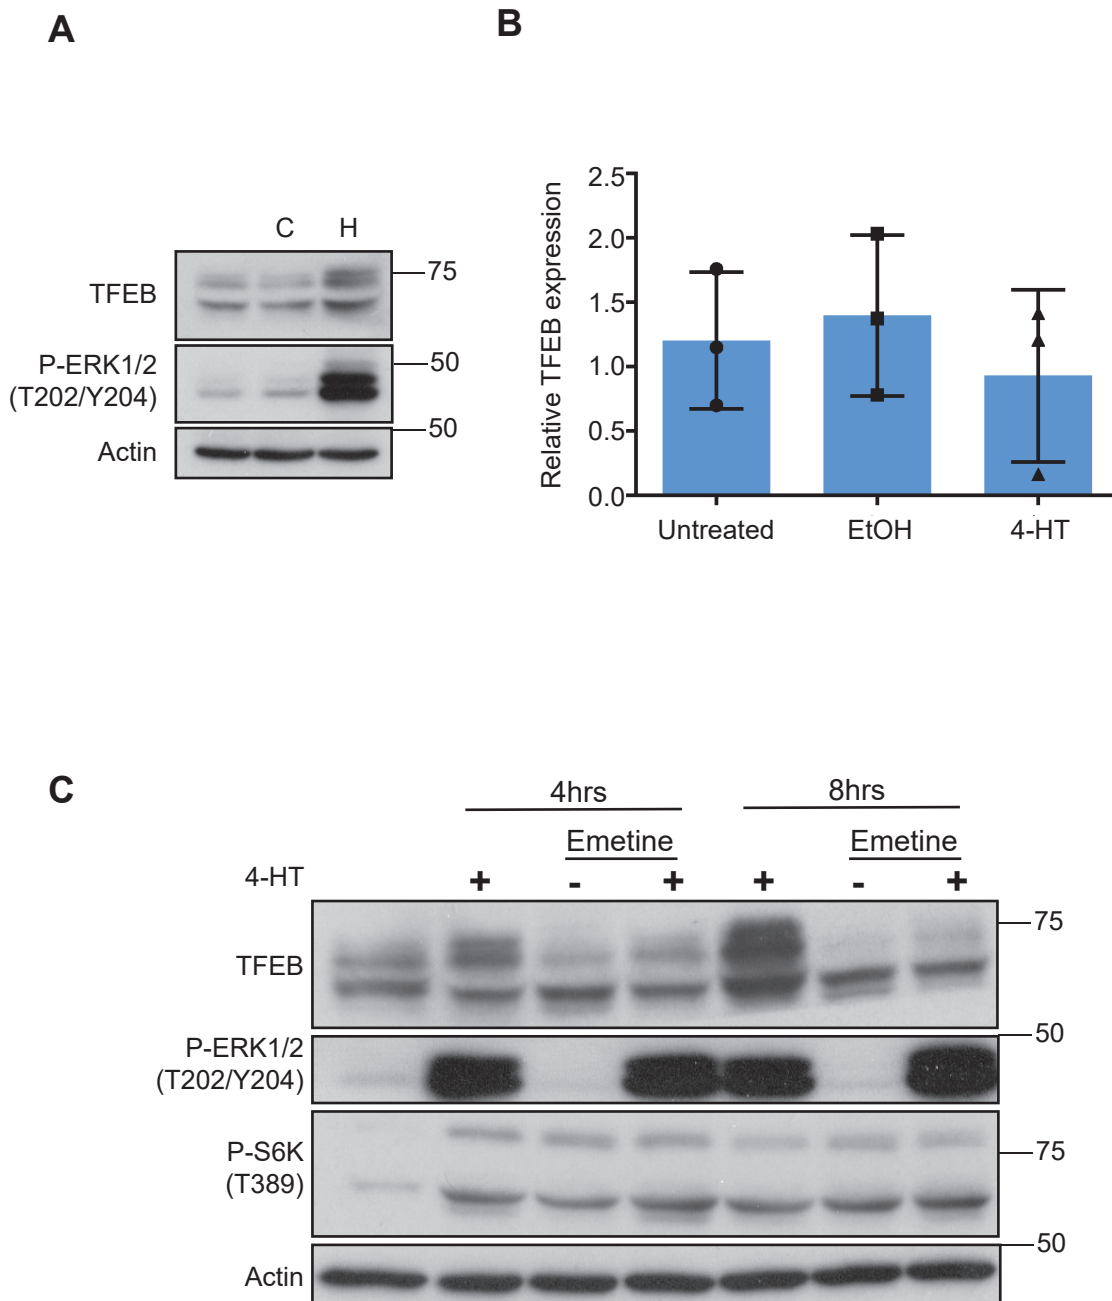 A
B
C H
TFEB
75
P-ERK1/2
(T202/Y204)
50
50
Actin
Relative TFEB expression
2.5
2.0
1.5
1.0
0.5
0.0
Untreated EtOH 4-HT
C
4hrs 8hrs
Emetine Emetine
4-HT + - + + - +
TFEB
75
P-ERK1/2
(T202/Y204)
50
P-S6K
(T389)
75
50
Actin